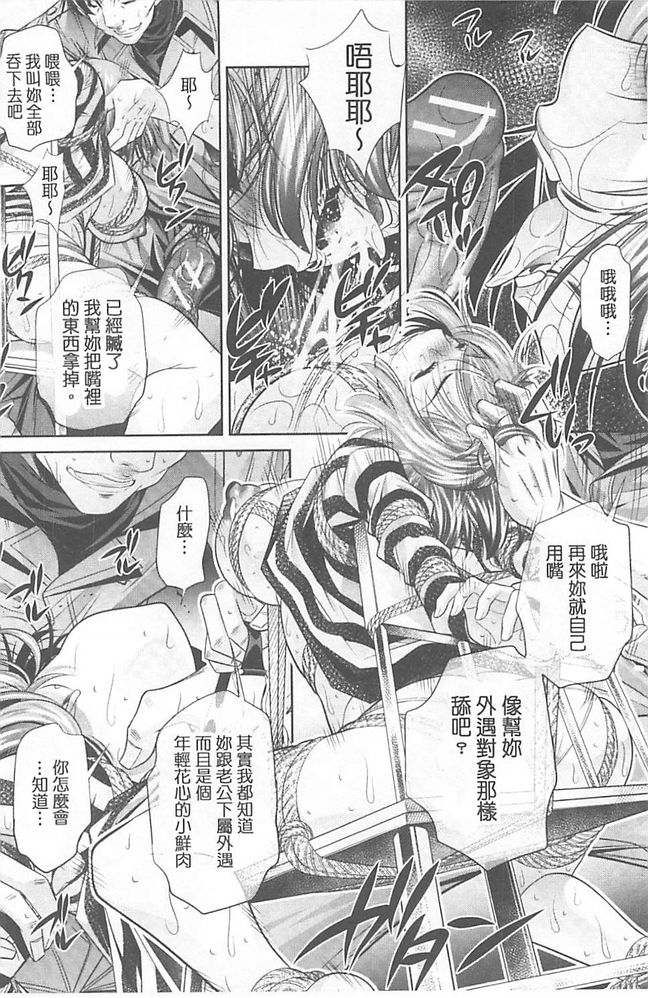 哦哦哦…
唔耶耶～
喂喂…
我叫妳全部
吞下去吧
耶～
耶耶～
已經贓了
我幫妳把嘴裡
的東西拿掉。
哦啦
再來妳就自己
用嘴
像幫妳
外遇對象那樣
舔吧？
什麼…
其實我都知道
妳跟老公下屬外遇
而且是個
年輕花心的小鮮肉
你怎麼會
知道…